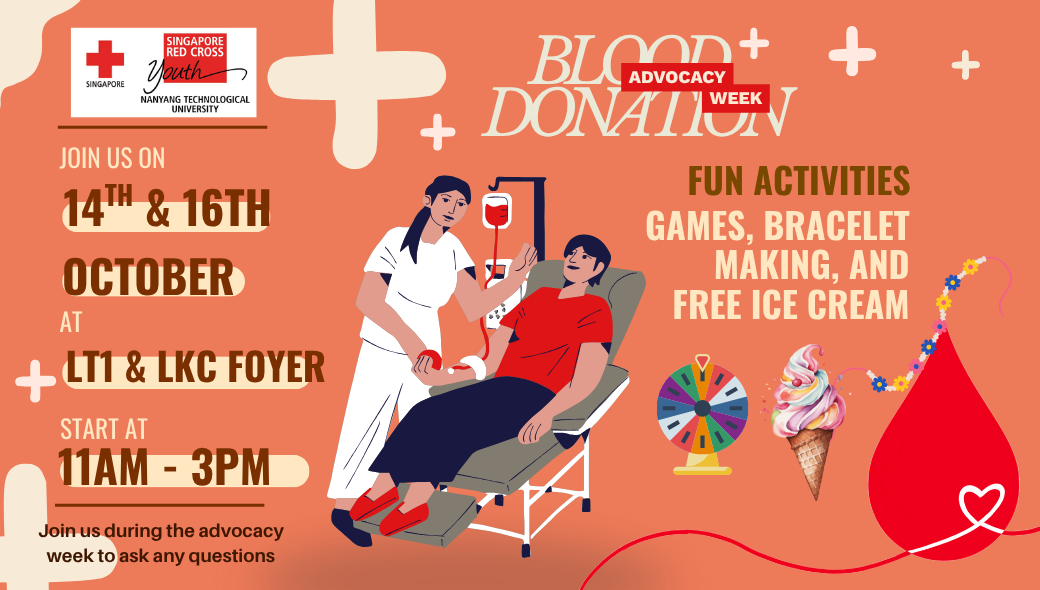 SINGAPORE
SINGAPORE
RED CROSS
Youth
NANYANG TECHNOLOGICAL
UNIVERSITY
JOIN US ON
14TH & 16TH
OCTOBER
AT
LT1 & LKC FOYER
START AT
11AM - 3PM
Join us during the advocacy
week to ask any questions
BLOOD
ADVOCACY
WEEK
DONATION
FUN ACTIVITIES
GAMES, BRACELET
MAKING, AND
FREE ICE CREAM